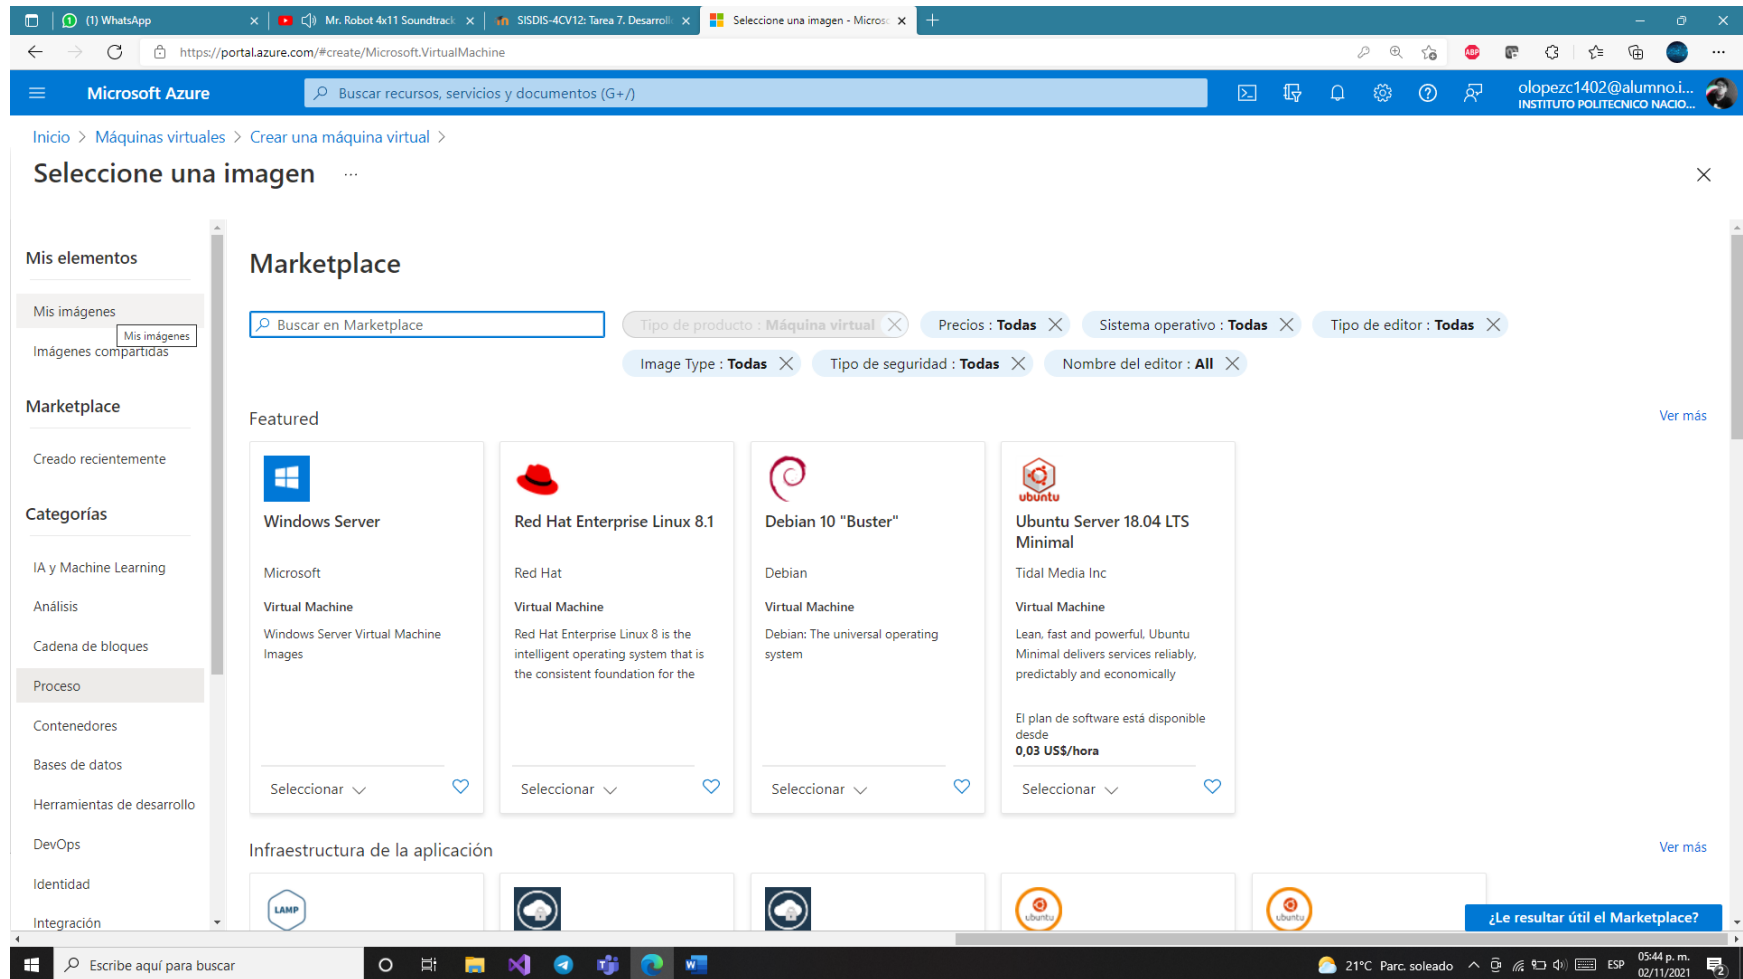 (1) WhatsApp
Mr. Robot 4x11 Soundtrack
SISDIS-4CV12: Tarea 7. Desarroll
Seleccione una imagen - Micros
https://portal.azure.com/#create/Microsoft.VirtualMachine
ABP
Microsoft Azure
Buscar recursos, servicios y documentos (G+/)
olopezc1402@alumno.i...
INSTITUTO POLITECNICO NACIO...
Inicio > Máquinas virtuales > Crear una máquina virtual >
Seleccione una imagen ...
Mis elementos
Mis imágenes
Mis imágenes
Imágenes compartidas
Marketplace
Creado recientemente
Categorías
IA y Machine Learning
Análisis
Cadena de bloques
Proceso
Contenedores
Bases de datos
Herramientas de desarrollo
DevOps
Identidad
Integración
Marketplace
Buscar en Marketplace
Tipo de producto : Máquina virtual
Precios : Todas
Sistema operativo : Todas
Tipo de editor : Todas
Image Type : Todas
Tipo de seguridad : Todas
Nombre del editor : All
Featured
Ver más
Windows Server
Microsoft
Virtual Machine
Windows Server Virtual Machine
Images
Seleccionar
Red Hat Enterprise Linux 8.1
Red Hat
Virtual Machine
Red Hat Enterprise Linux 8 is the
intelligent operating system that is
the consistent foundation for the
Seleccionar
Debian 10 "Buster"
Debian
Virtual Machine
Debian: The universal operating
system
Seleccionar
ubuntu
Ubuntu Server 18.04 LTS
Minimal
Tidal Media Inc
Virtual Machine
Lean, fast and powerful, Ubuntu
Minimal delivers services reliably,
predictably and economically
El plan de software está disponible
desde
0,03 US$/hora
Seleccionar
Infraestructura de la aplicación
Ver más
LAMP
ubuntu
ubuntu
¿Le resultar útil el Marketplace?
Escribe aquí para buscar
21°C Parc. soleado
ESP
05:44 p. m.
02/11/2021
2